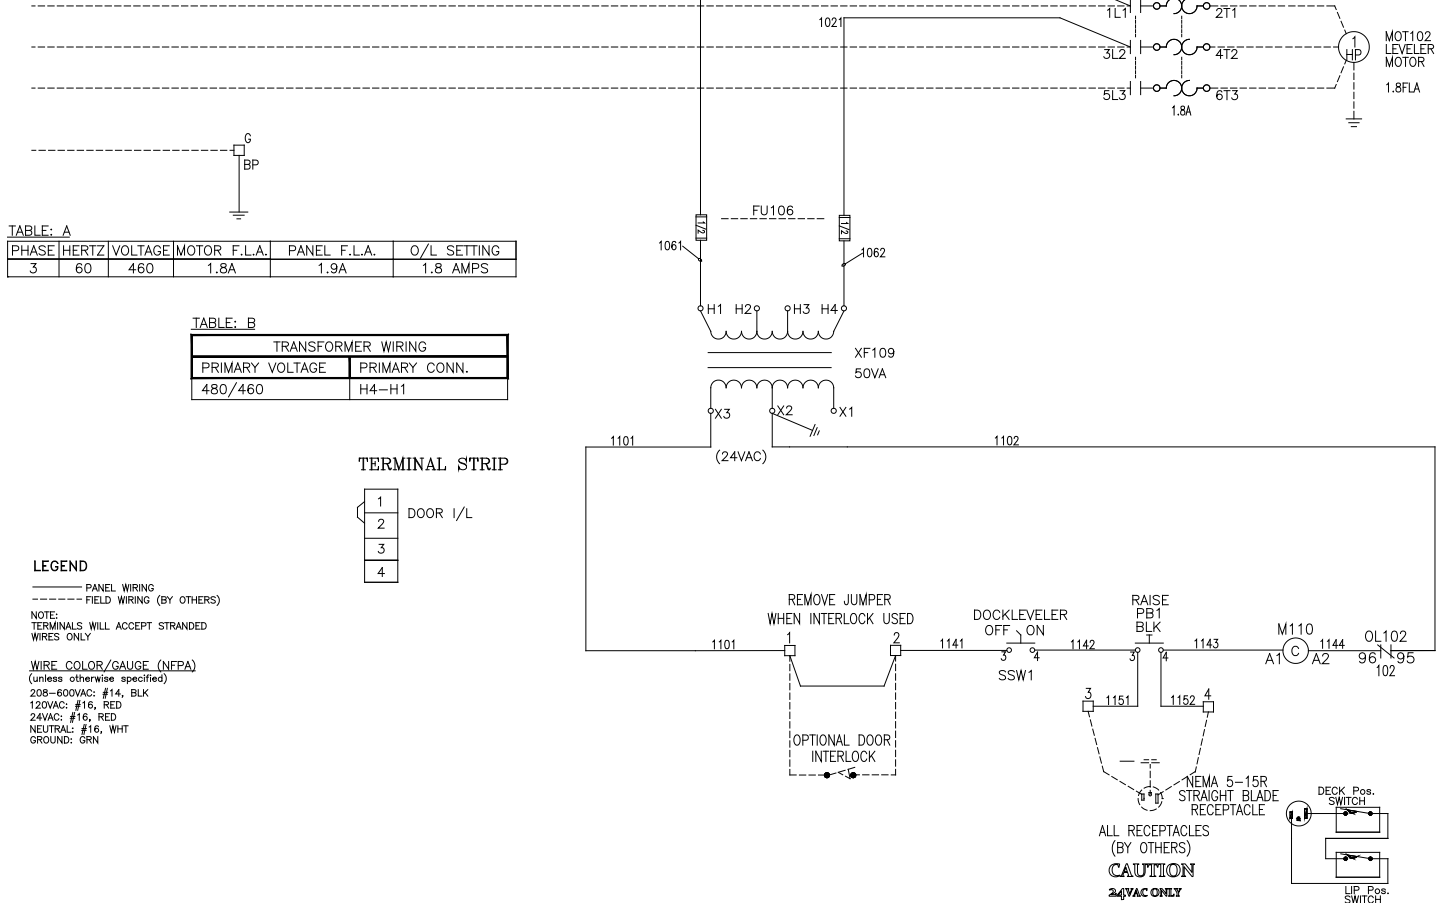 1L1
2T1
1021
3L2
4T2
1
HP
MOT102
LEVELER
MOTOR
1.8FLA
5L3
6T3
1.8A
G
BP
FU106
1/2
1/2
1061
1062
TABLE: A
PHASE HERTZ VOLTAGE MOTOR F.L.A. PANEL F.L.A. O/L SETTING
3 60 460 1.8A 1.9A 1.8 AMPS
H1 H2 H3 H4
TABLE: B
TRANSFORMER WIRING
PRIMARY VOLTAGE PRIMARY CONN.
480/460 H4-H1
XF109
50VA
X3 X2 X1
1101
(24VAC)
1102
TERMINAL STRIP
1
2
3
4
DOOR I/L
LEGEND
PANEL WIRING
FIELD WIRING (BY OTHERS)
NOTE:
TERMINALS WILL ACCEPT STRANDED
WIRES ONLY
WIRE COLOR/GAUGE (NFPA)
(unless otherwise specified)
208-600VAC: #14, BLK
120VAC: #16, RED
24VAC: #16, RED
NEUTRAL: #16, WHT
GROUND: GRN
REMOVE JUMPER
WHEN INTERLOCK USED
1101
1
2
1141
DOCKLEVELER
OFF ON
3 4
SSW1
1142
RAISE
PB1
BLK
3 4
1143
M110
A1 C A2
1144
OL102
96 95
102
3
1151
1152
4
OPTIONAL DOOR
INTERLOCK
NEMA 5-15R
STRAIGHT BLADE
RECEPTACLE
ALL RECEPTACLES
(BY OTHERS)
CAUTION
24VAC ONLY
DECK Pos.
SWITCH
LIP Pos.
SWITCH